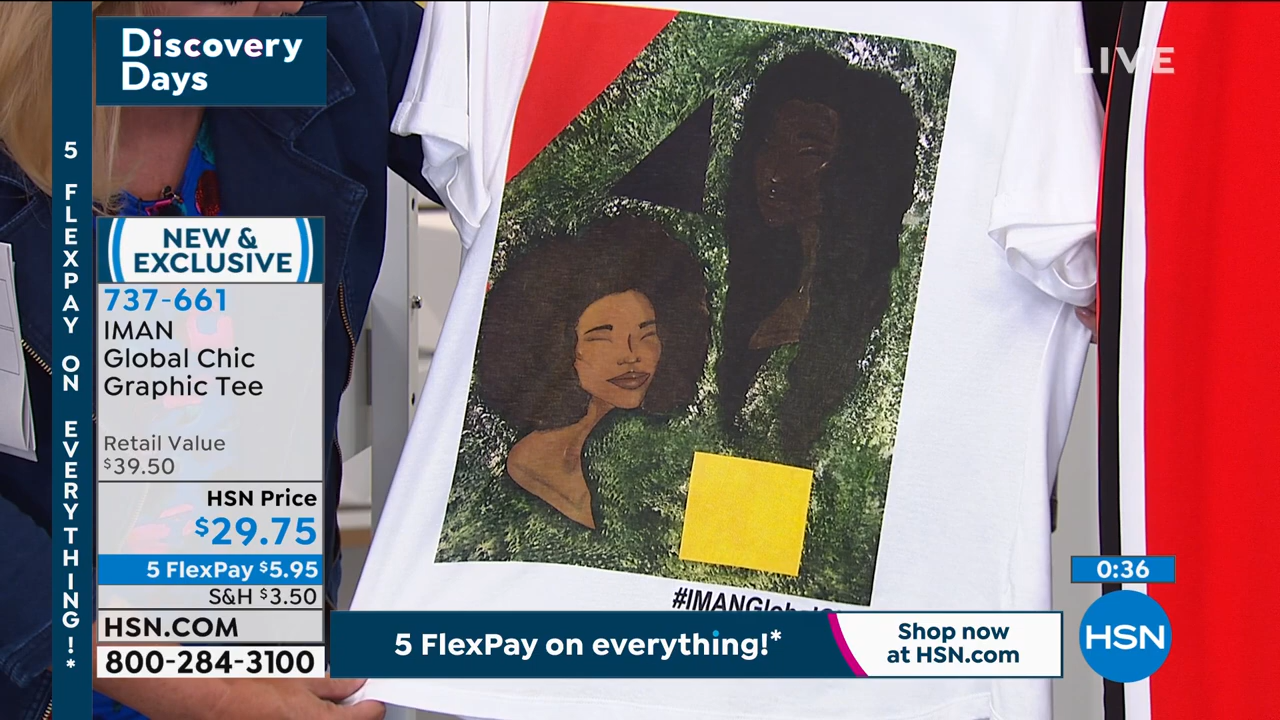 Discovery
Days
LIVE
5 FLEXPAY ON EVERYTHING!*
NEW &
EXCLUSIVE
737-661
IMAN
Global Chic
Graphic Tee
Retail Value
$39.50
HSN Price
$29.75
5 FlexPay $5.95
S&H $3.50
HSN.COM
800-284-3100
#IMANGlobal
5 FlexPay on everything!*
Shop now
at HSN.com
0:36
HSN